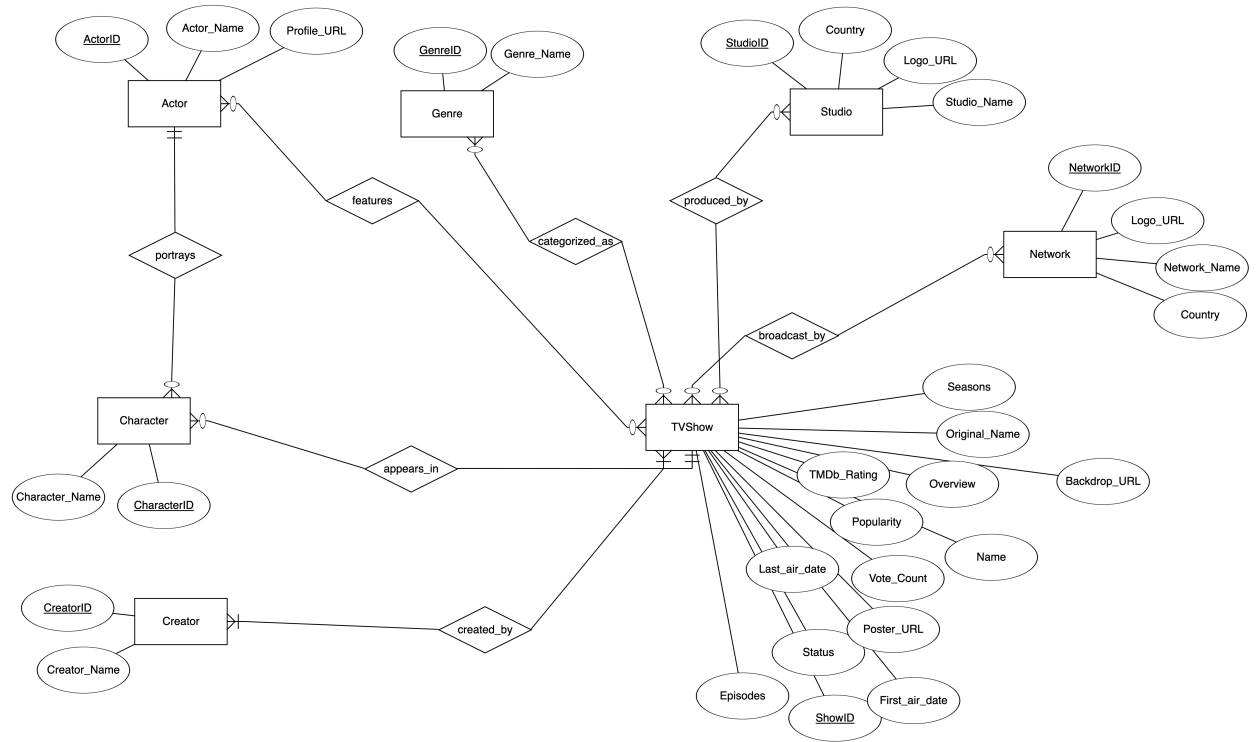 ActorID
Actor_Name
Profile_URL
GenreID
Genre_Name
StudioID
Country
Logo_URL
Studio_Name
Actor
Genre
Studio
NetworkID
Logo_URL
Network_Name
Country
Network
features
produced_by
categorized_as
portrays
broadcast_by
Character
TVShow
Seasons
Original_Name
Backdrop_URL
Overview
TMDb_Rating
Popularity
Name
Vote_Count
Last_air_date
appears_in
Character_Name
CharacterID
CreatorID
Creator
Creator_Name
created_by
Poster_URL
Status
First_air_date
Episodes
ShowID